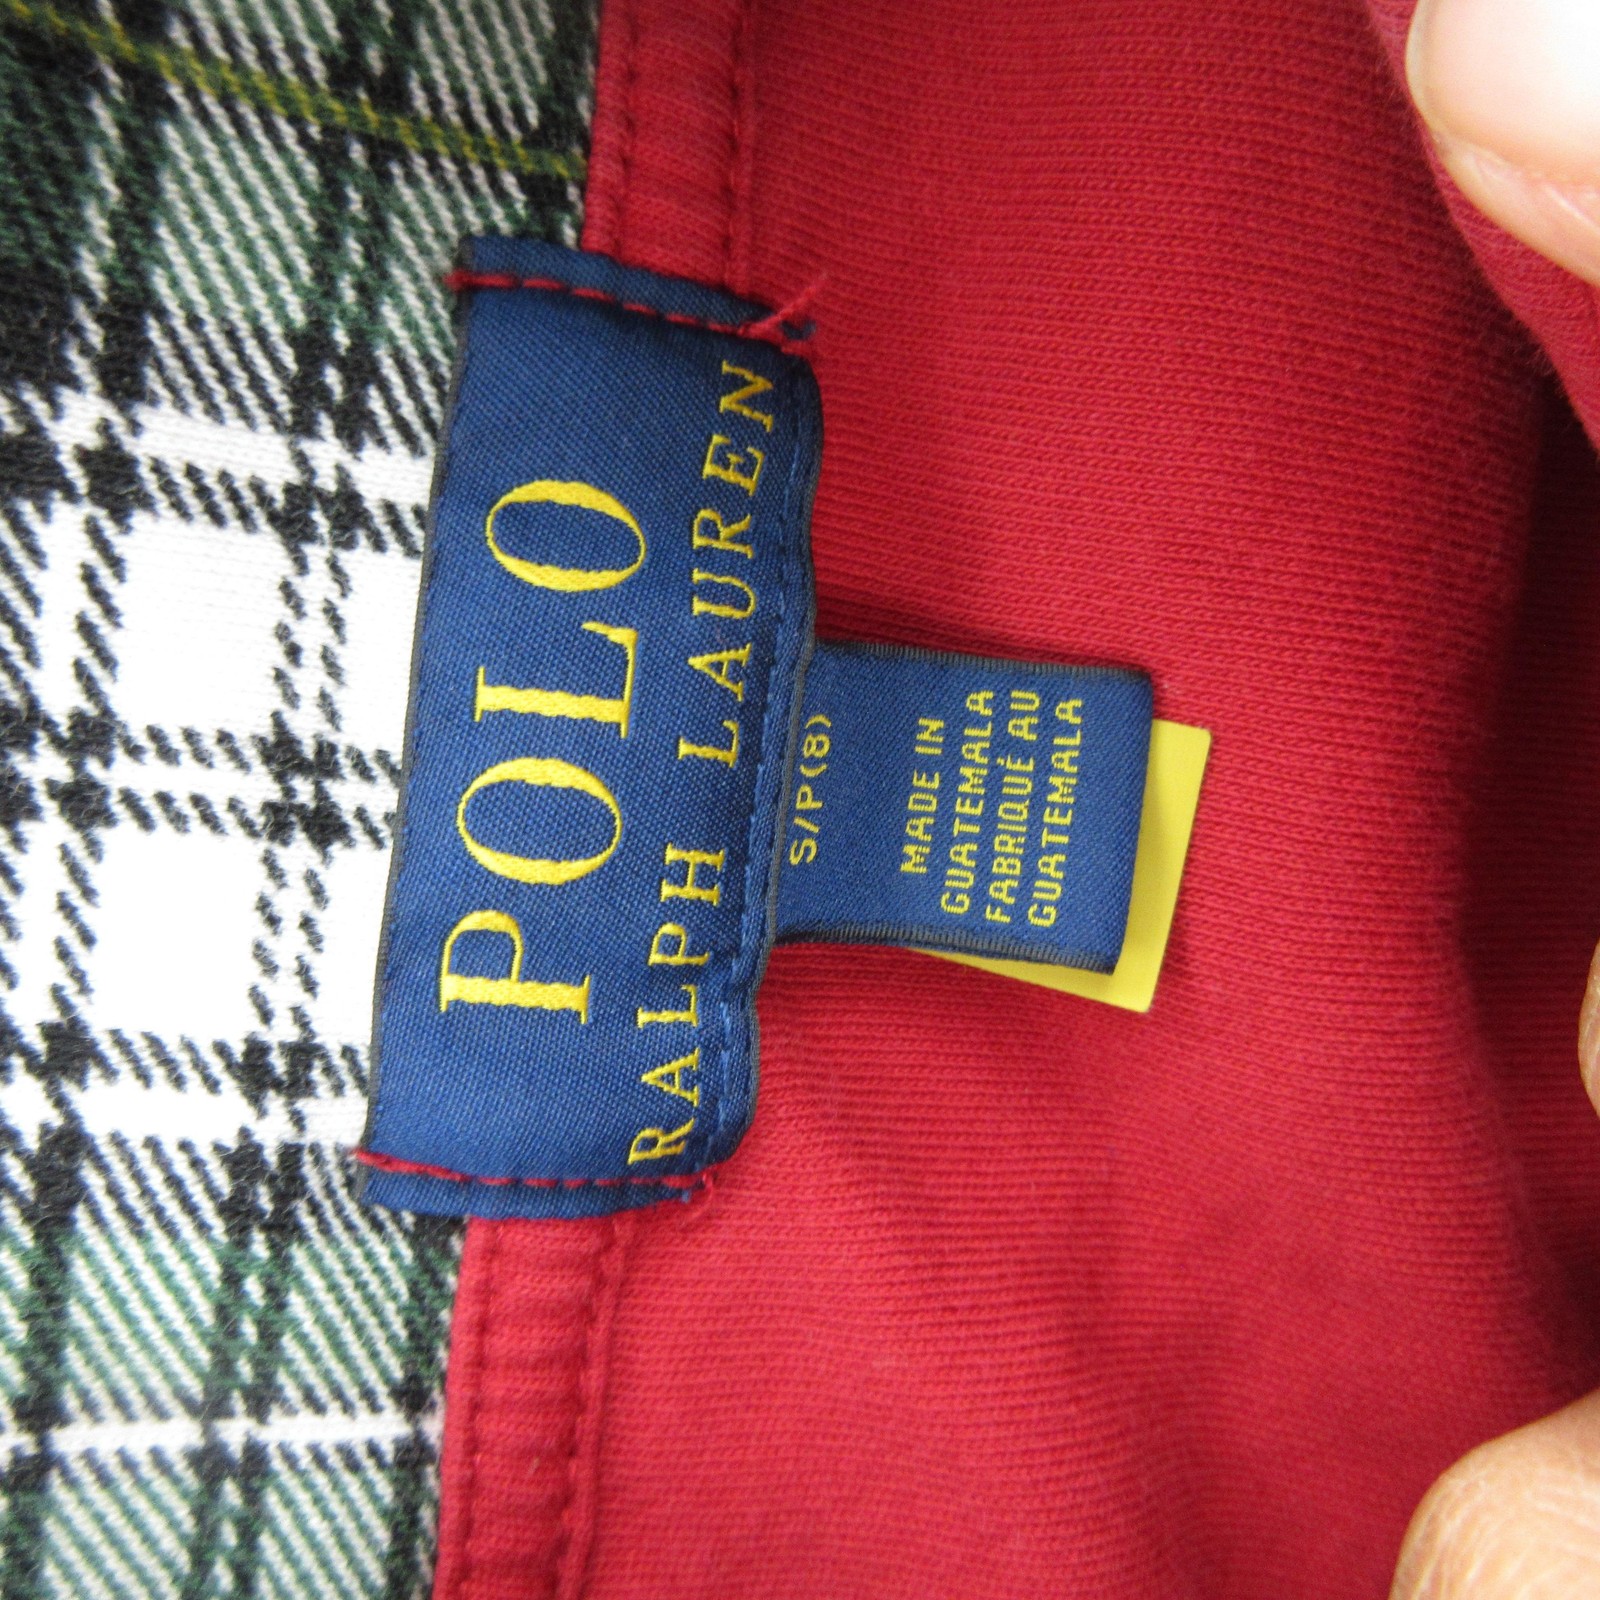 POLO
RALPH LAUREN
S/P(8)
MADE IN
GUATEMALA
FABRIQUÉ AU
GUATEMALA